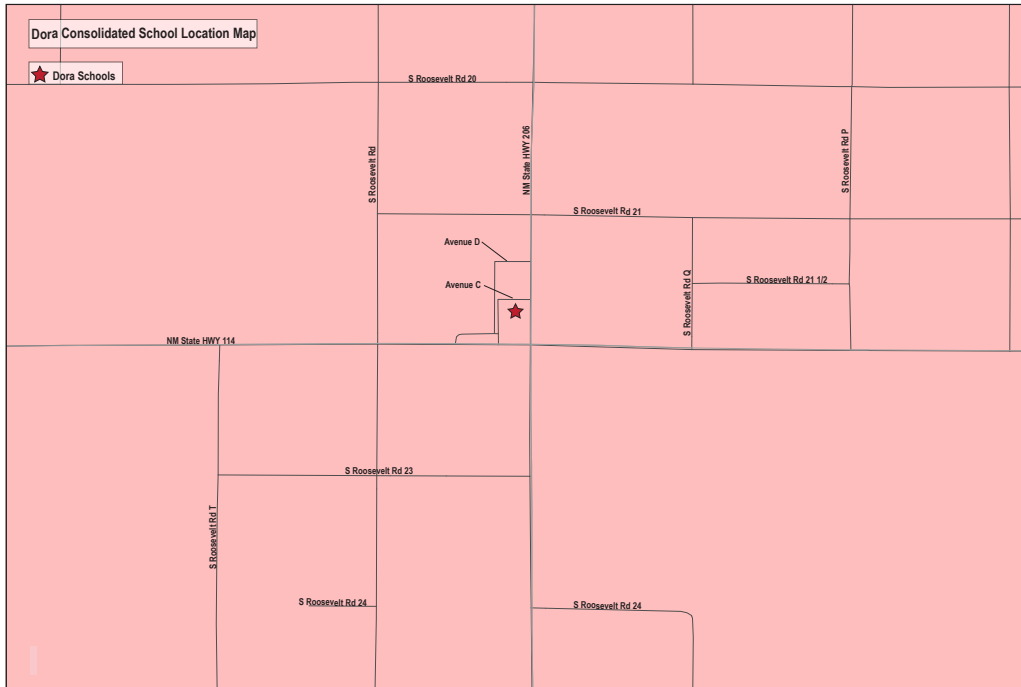 Dora Consolidated School Location Map
Dora Schools
S Roosevelt Rd 20
S Roosevelt Rd
NM State HWY 206
S Roosevelt Rd P
S Roosevelt Rd 21
Avenue D
Avenue C
S Roosevelt Rd Q
S Roosevelt Rd 21 1/2
NM State HWY 114
S Roosevelt Rd 23
S Roosevelt Rd T
S Roosevelt Rd 24
S Roosevelt Rd 24